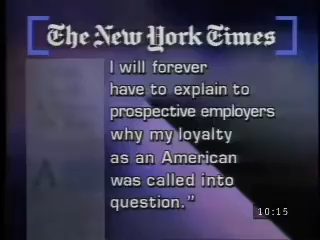 The New York Times
I will forever
have to explain to
prospective employers
why my loyalty
as an American
was called into
question."
10:15